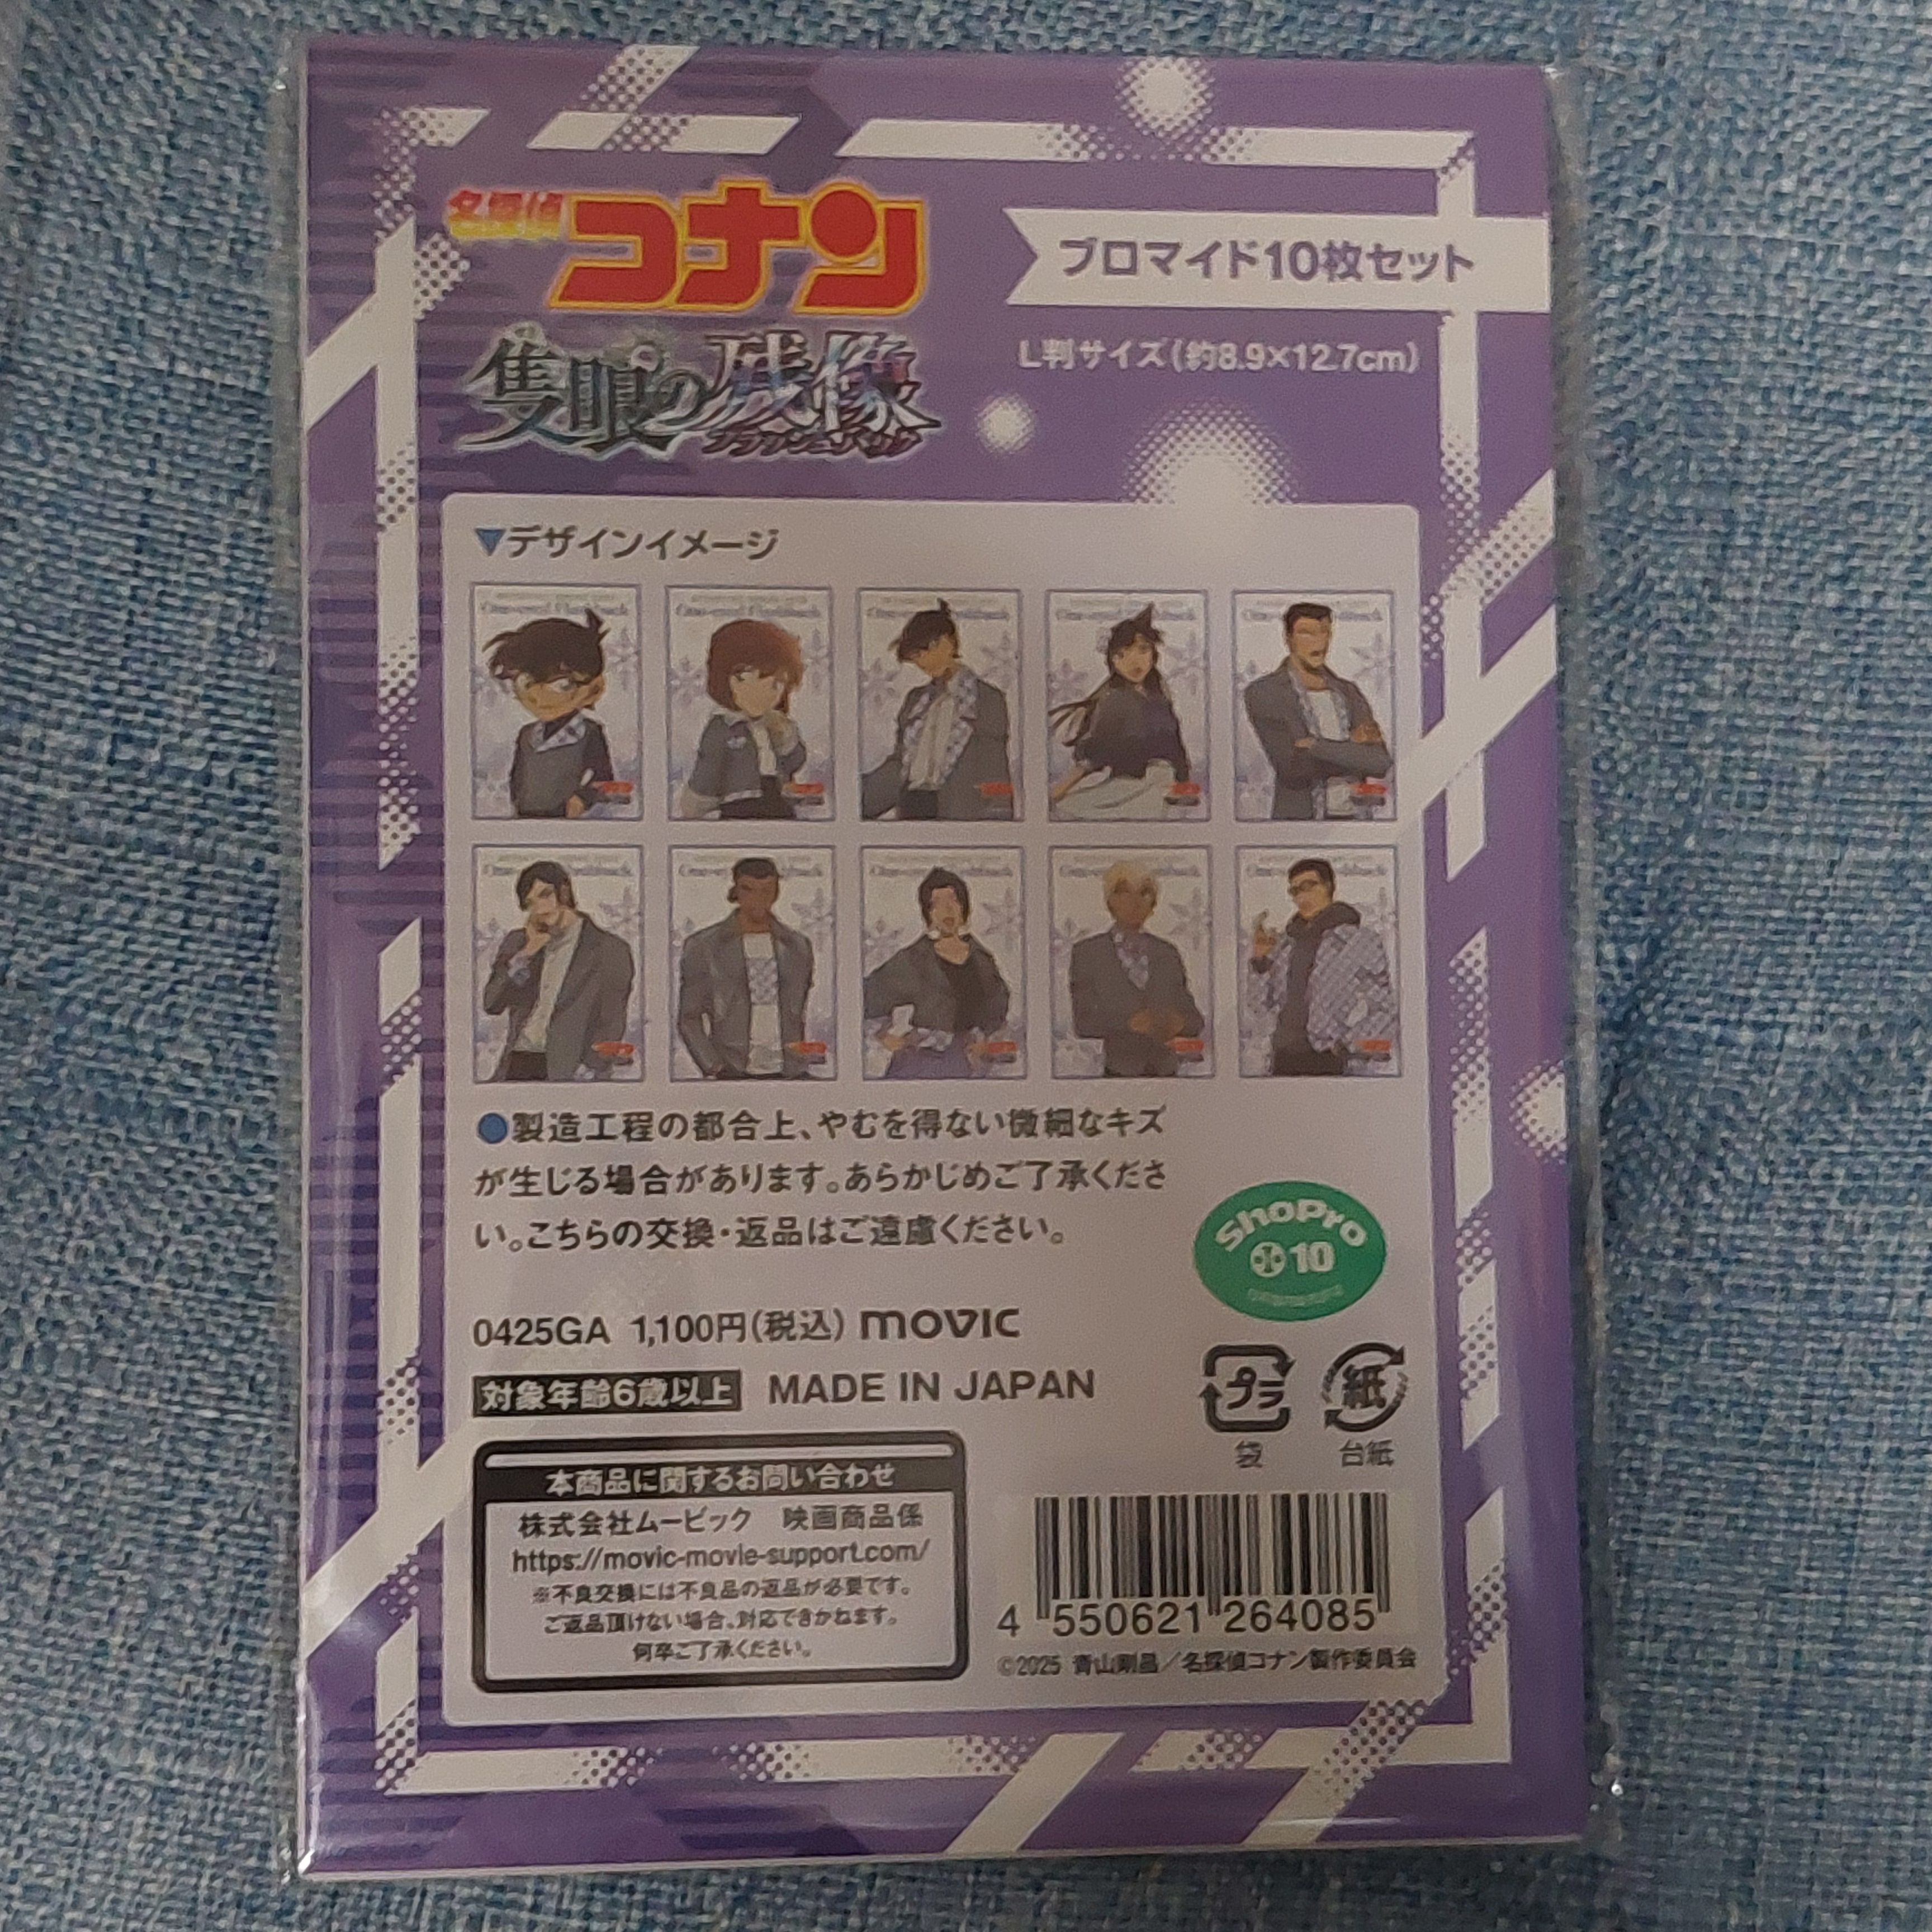 名探偵
コナン
隻眼の残像
フラッシュバック
ブロマイド10枚セット
L判サイズ(約8.9×12.7cm)
▼デザインイメージ
One-eyed Flashback
●製造工程の都合上、やむを得ない微細なキズ
が生じる場合があります。あらかじめご了承くださ
い。こちらの交換・返品はご遠慮ください。
ShoPro
10
0425GA 1,100円(税込) movic
対象年齢6歳以上 MADE IN JAPAN
プラ
袋
紙
台紙
本商品に関するお問い合わせ
株式会社ムービック 映画商品係
https://movic-movie-support.com/
※不良交換には不良品の返品が必要です。
ご返品頂けない場合、対応できかねます。
何卒ご了承ください。
4 550621 264085
©2025 青山剛昌／名探偵コナン製作委員会